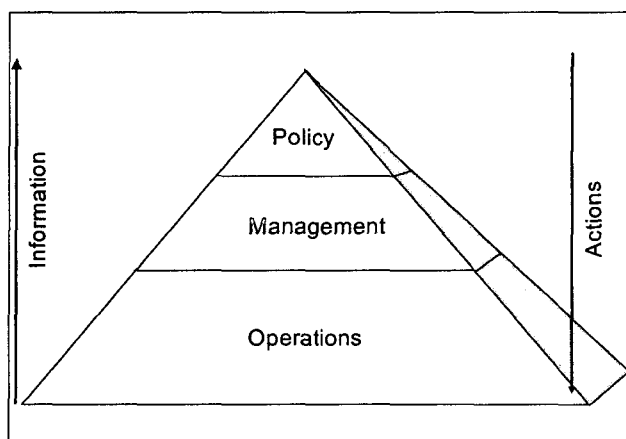 Policy
Information
Management
Actions
Operations